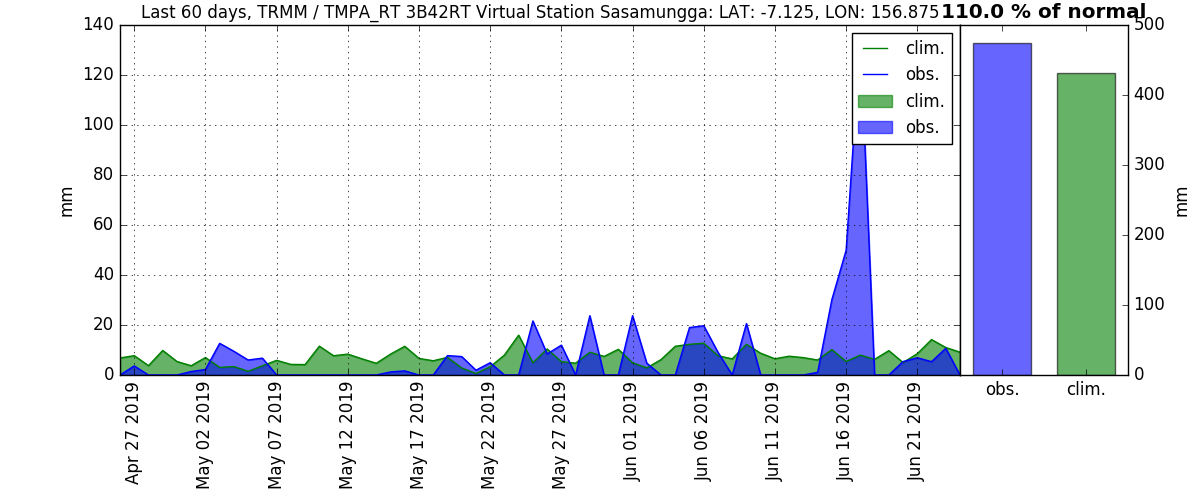 Last 60 days, TRMM / TMPA_RT 3B42RT Virtual Station Sasamungga: LAT: -7.125, LON: 156.875
110.0 % of normal
clim.
obs.
clim.
obs.
mm
140
120
100
80
60
40
20
0
Apr 27 2019
May 02 2019
May 07 2019
May 12 2019
May 17 2019
May 22 2019
May 27 2019
Jun 01 2019
Jun 06 2019
Jun 11 2019
Jun 16 2019
Jun 21 2019
500
400
300
200
100
0
mm
obs.
clim.